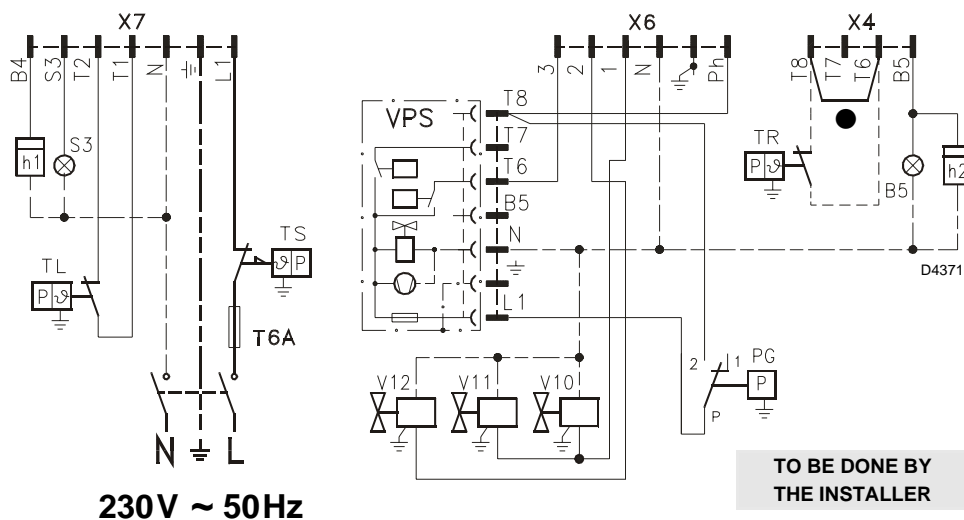 X7
B4 S3 T2 T1 N L1
h1
S3
TL
P ϑ
TS
ϑ P
T6A
N L
230V ~ 50Hz
X6
3 2 1 N Ph
VPS
T8
T7
T6
B5
N
L1
V12 V11 V10
2 1 PG
P
P
X4
T8 T7 T6 B5
TR
P ϑ
B5
h2
D4371
TO BE DONE BY
THE INSTALLER